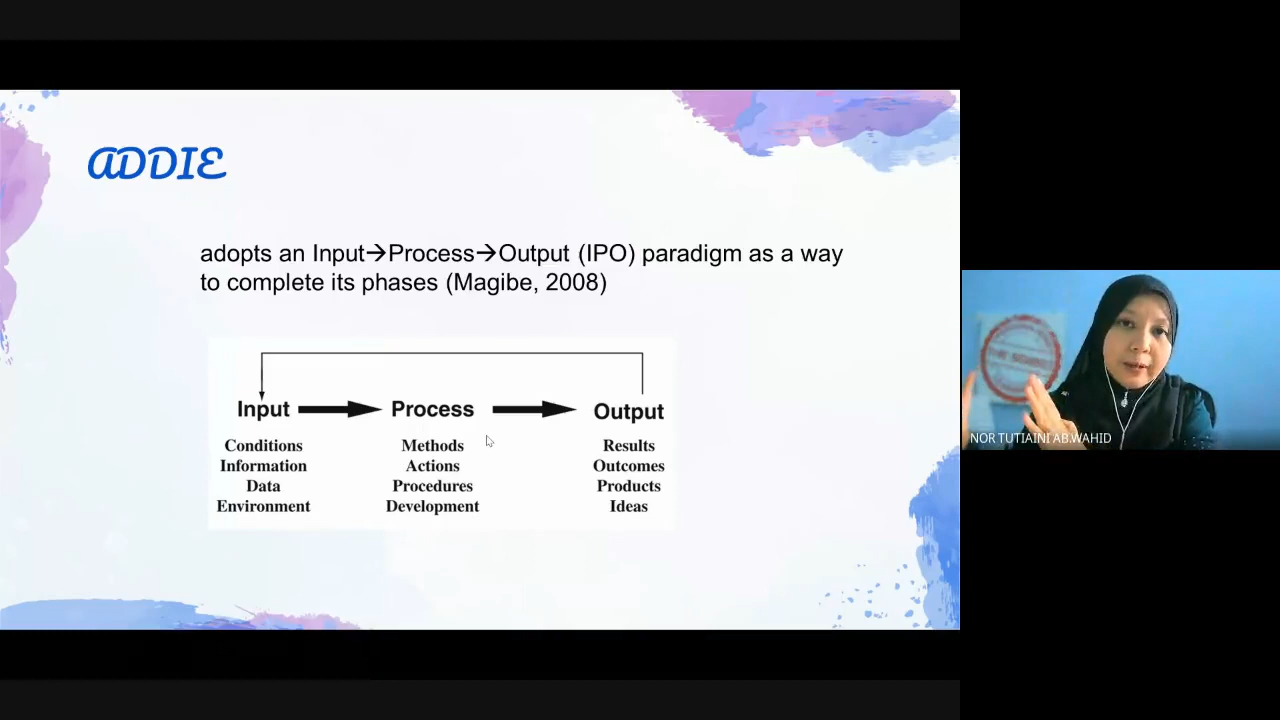 ADDIE
adopts an Input→Process→Output (IPO) paradigm as a way
to complete its phases (Magibe, 2008)
Input Process Output
Conditions Methods Results
Information Actions Outcomes
Data Procedures Products
Environment Development Ideas
NOR TUTIAINI AB.WAHID